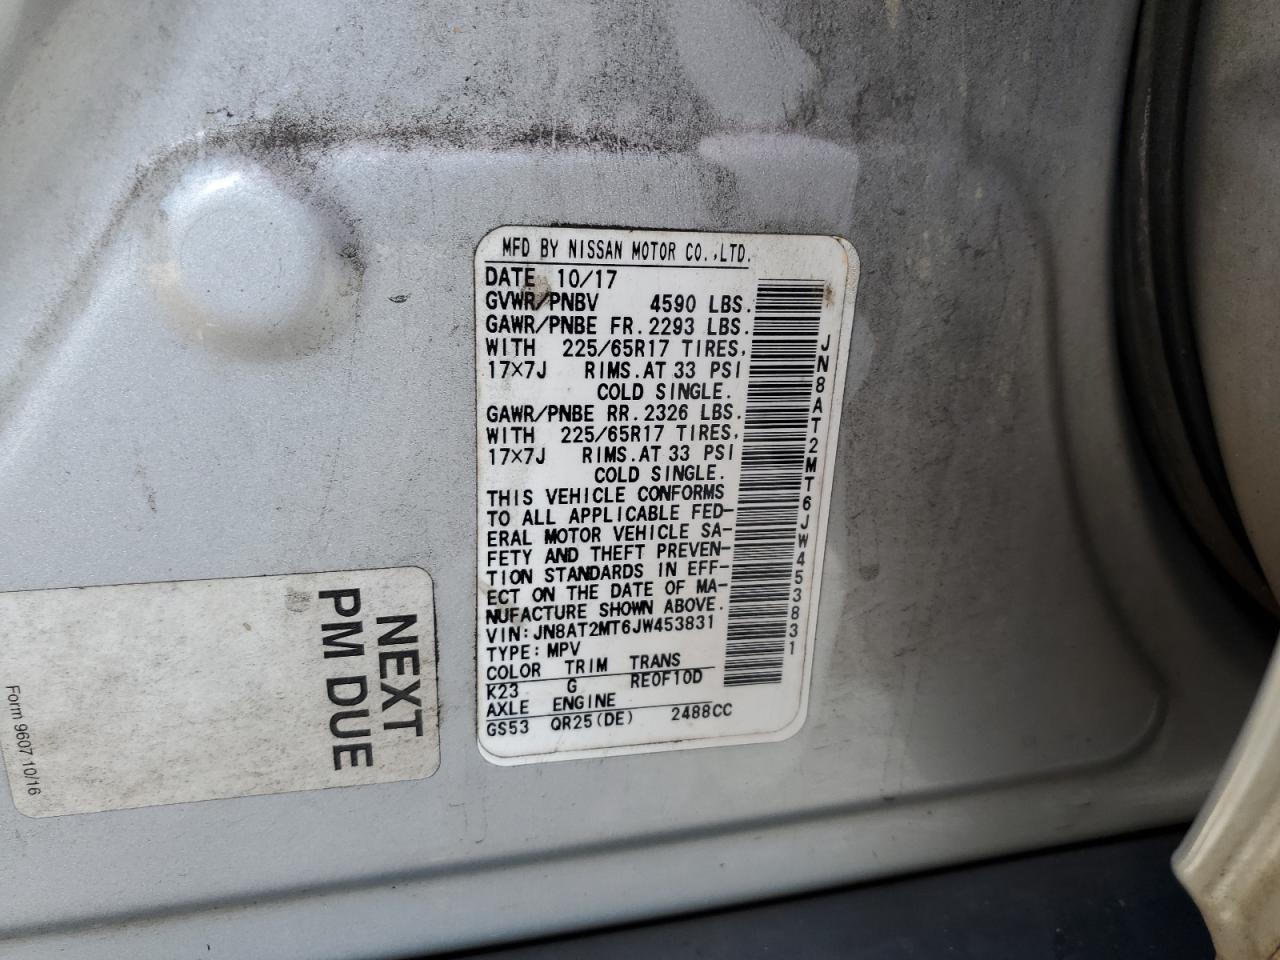 MFD BY NISSAN MOTOR CO.,LTD.
DATE 10/17
GVWR/PNBV 4590 LBS.
GAWR/PNBE FR. 2293 LBS.
WITH 225/65R17 TIRES,
17×7J RIMS. AT 33 PSI
COLD SINGLE.
GAWR/PNBE RR. 2326 LBS.
WITH 225/65R17 TIRES,
17×7J RIMS. AT 33 PSI
COLD SINGLE.
THIS VEHICLE CONFORMS
TO ALL APPLICABLE FED-
ERAL MOTOR VEHICLE SA-
FETY AND THEFT PREVEN-
TION STANDARDS IN EFF-
ECT ON THE DATE OF MA-
NUFACTURE SHOWN ABOVE.
VIN: JN8AT2MT6JW453831
TYPE: MPV
COLOR TRIM TRANS
K23 G RE0F10D
AXLE ENGINE
GS53 QR25(DE) 2488CC
JN8AT2MT6JW453831
NEXT
PM DUE
Form 9607 10/16